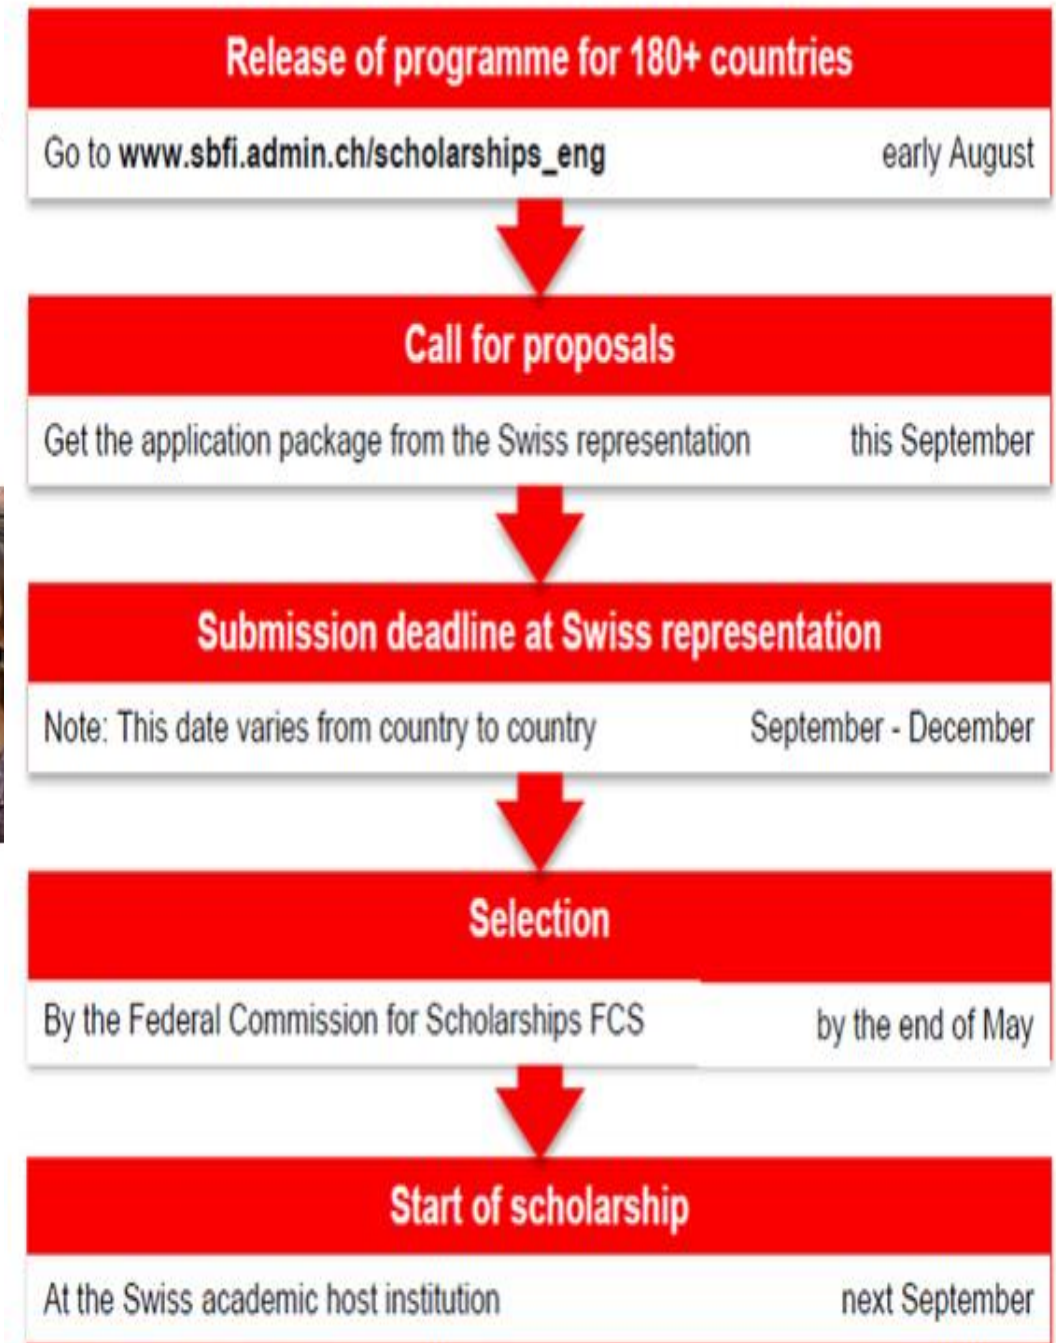 Release of programme for 180+ countries
Go to www.sbfi.admin.ch/scholarships_eng early August
Call for proposals
Get the application package from the Swiss representation this September
Submission deadline at Swiss representation
Note: This date varies from country to country September - December
Selection
By the Federal Commission for Scholarships FCS by the end of May
Start of scholarship
At the Swiss academic host institution next September